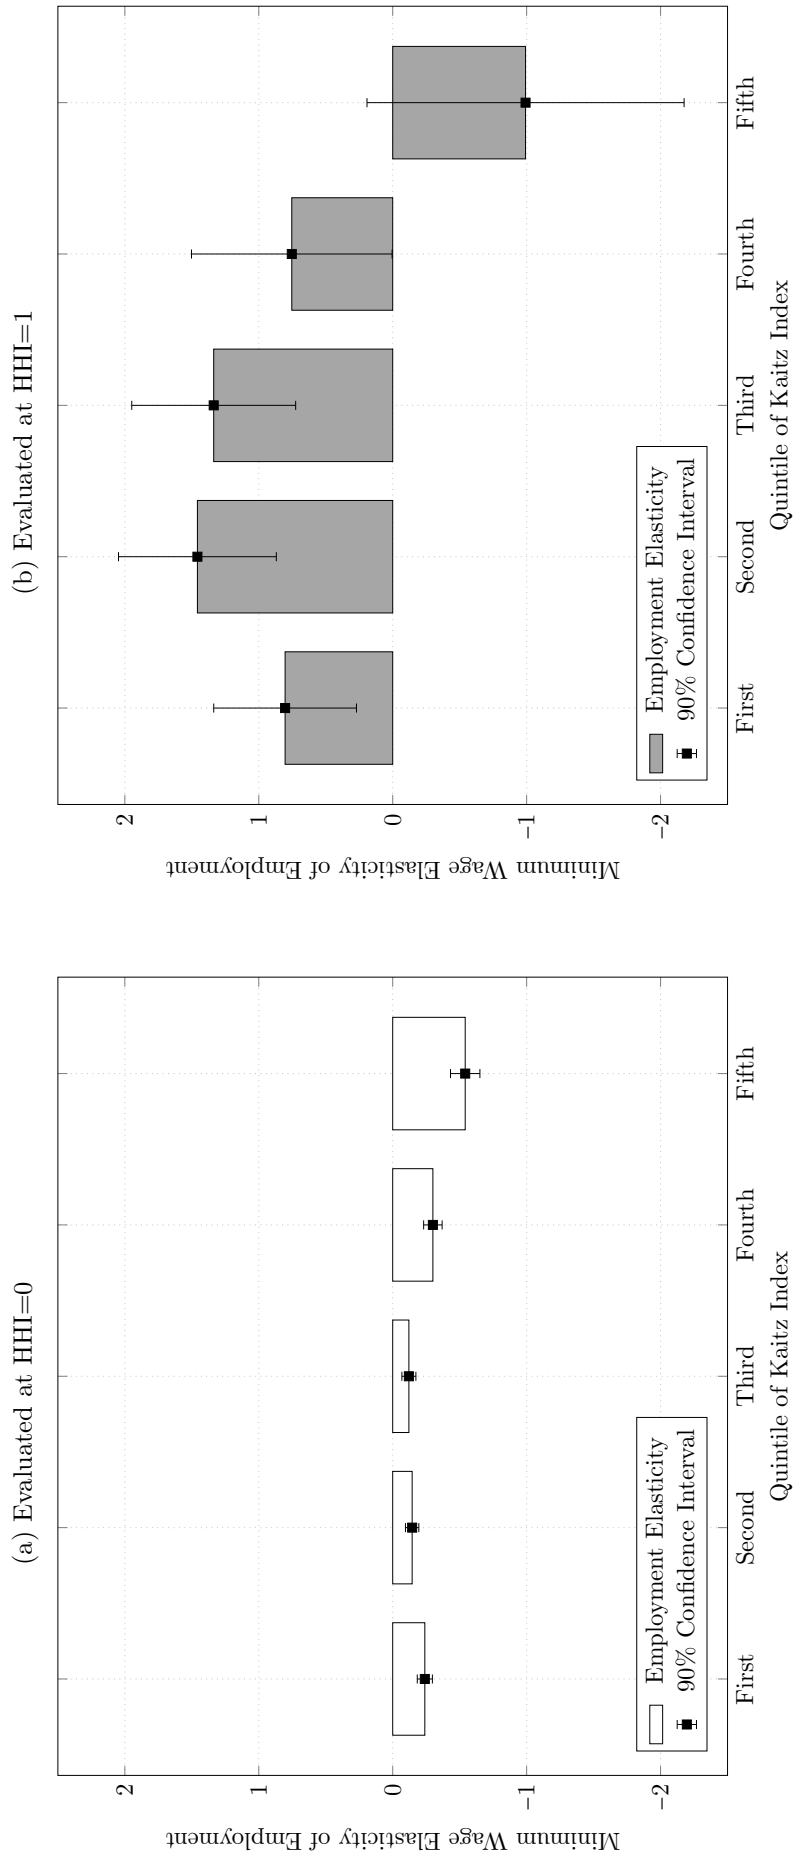 (a) Evaluated at HHI=0
Minimum Wage Elasticity of Employment
2
1
0
−1
−2
First
Second
Third
Fourth
Fifth
Quintile of Kaitz Index
Employment Elasticity
90% Confidence Interval
(b) Evaluated at HHI=1
Minimum Wage Elasticity of Employment
2
1
0
−1
−2
First
Second
Third
Fourth
Fifth
Quintile of Kaitz Index
Employment Elasticity
90% Confidence Interval